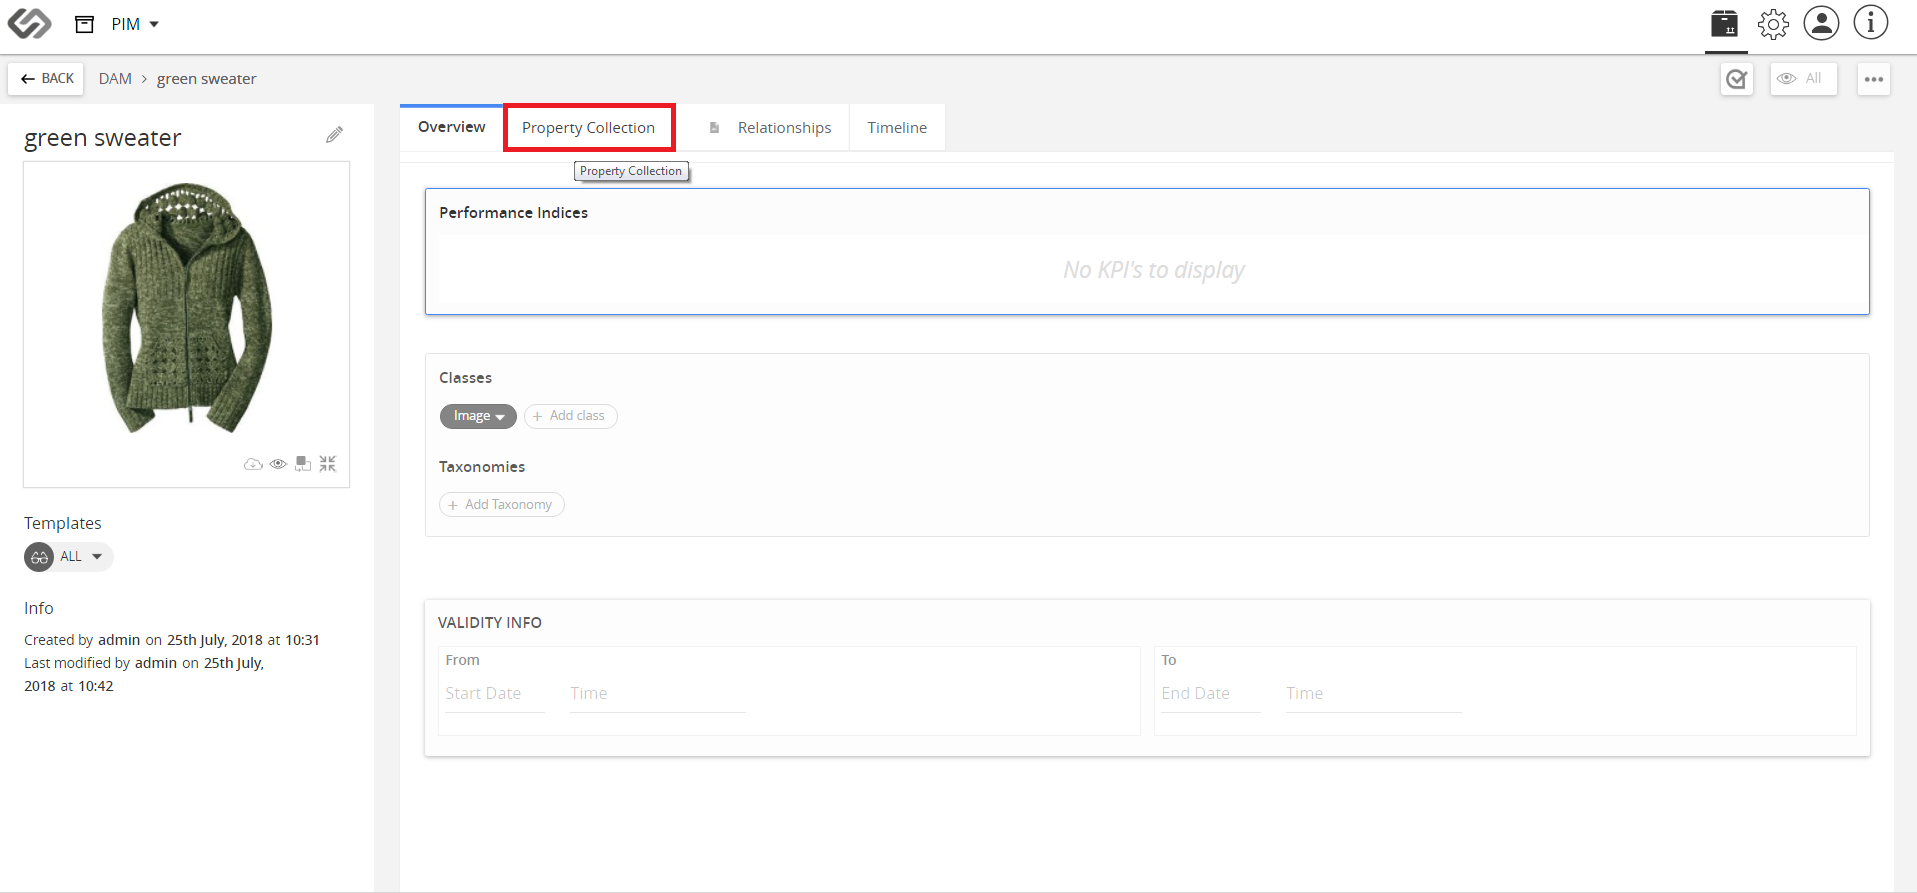 PIM
BACK DAM > green sweater
All
green sweater
Overview
Property Collection
Relationships
Timeline
Property Collection
Performance Indices
No KPI's to display
Classes
Image
+ Add class
Taxonomies
+ Add Taxonomy
Templates
ALL
Info
Created by admin on 25th July, 2018 at 10:31
Last modified by admin on 25th July,
2018 at 10:42
VALIDITY INFO
From
Start Date Time
To
End Date Time